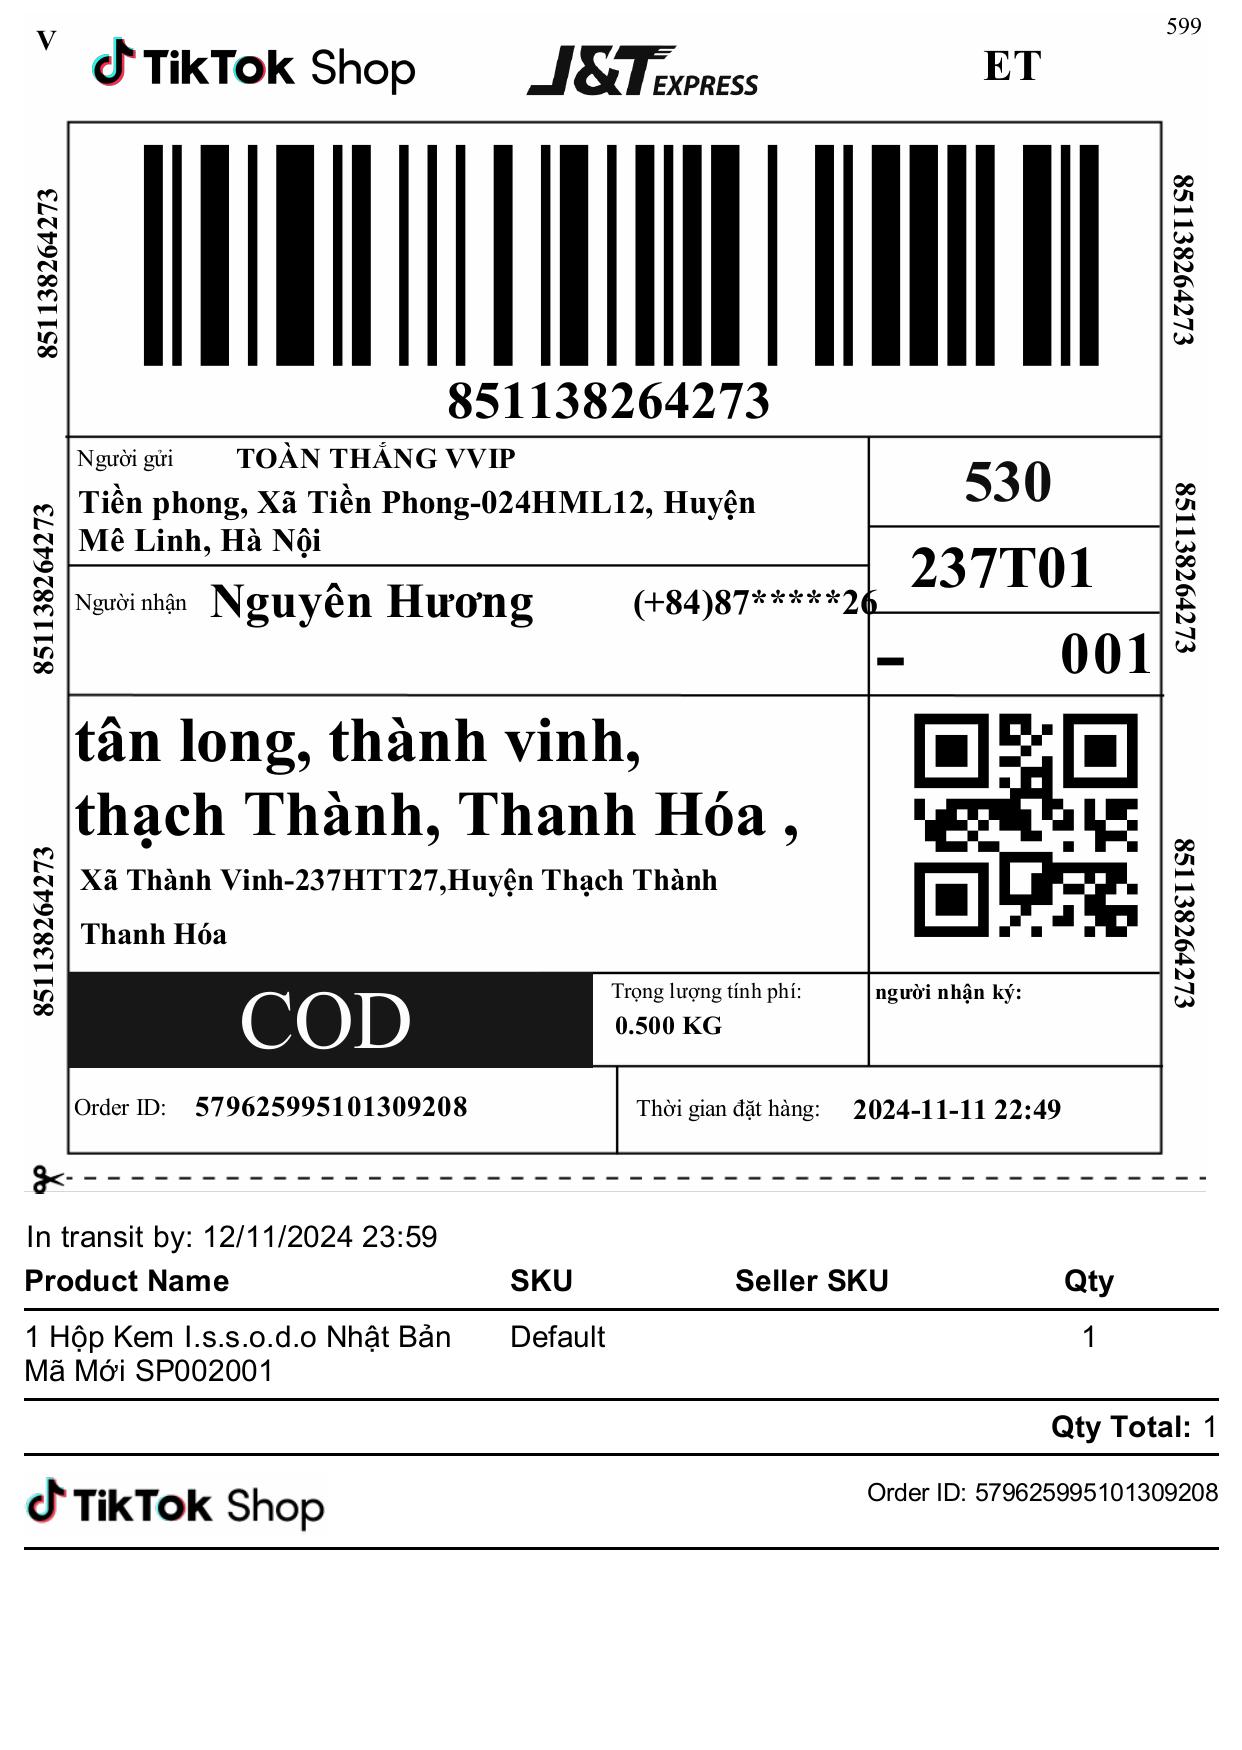 599
V
TikTok Shop
J&T EXPRESS
ET
851138264273
851138264273
851138264273
Người gửi TOÀN THẮNG VVIP
Tiền phong, Xã Tiền Phong-024HML12, Huyện
Mê Linh, Hà Nội
530
237T01
Người nhận Nguyên Hương (+84)87*****26
- 001
851138264273
851138264273
tân long, thành vinh,
thạch Thành, Thanh Hóa ,
Xã Thành Vinh-237HTT27,Huyện Thạch Thành
Thanh Hóa
851138264273
851138264273
COD
Trọng lượng tính phí:
0.500 KG
người nhận ký:
Order ID: 579625995101309208
Thời gian đặt hàng: 2024-11-11 22:49
In transit by: 12/11/2024 23:59
Product Name SKU Seller SKU Qty
1 Hộp Kem I.s.s.o.d.o Nhật Bản Default 1
Mã Mới SP002001
Qty Total: 1
TikTok Shop
Order ID: 579625995101309208